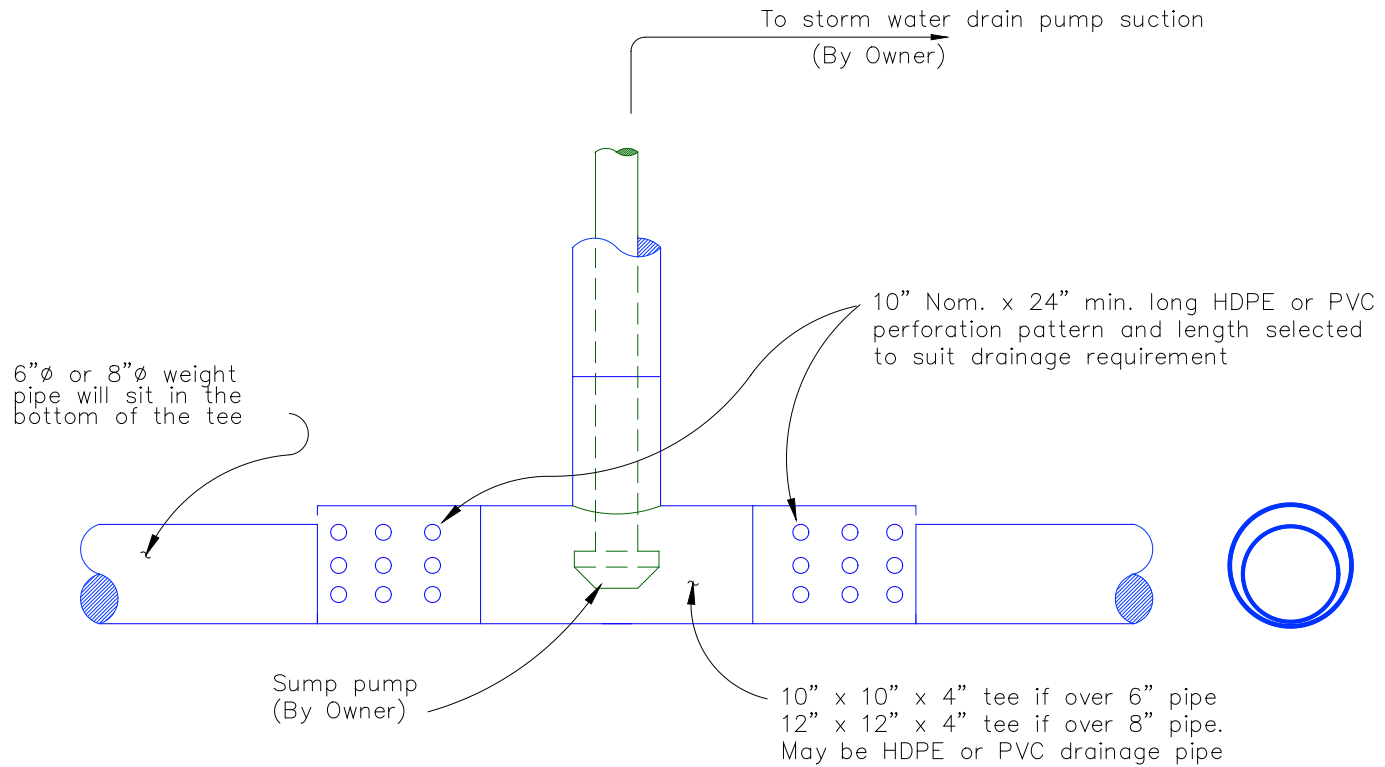 To storm water drain pump suction
(By Owner)
10” Nom. x 24” min. long HDPE or PVC
perforation pattern and length selected
to suit drainage requirement
6”ø or 8”ø weight
pipe will sit in the
bottom of the tee
Sump pump
(By Owner)
10” x 10” x 4” tee if over 6” pipe
12” x 12” x 4” tee if over 8” pipe.
May be HDPE or PVC drainage pipe